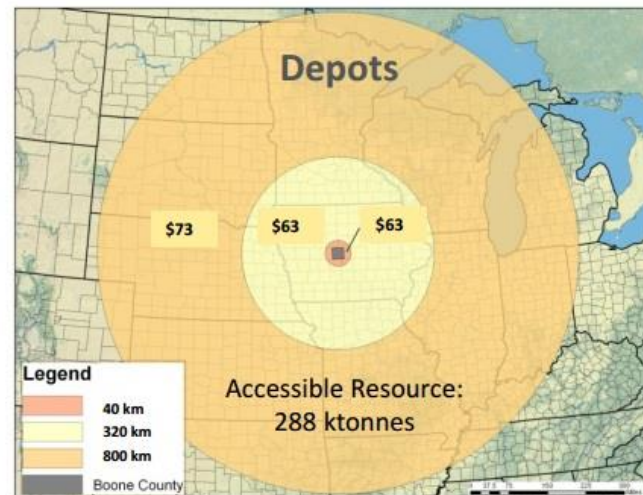 Depots
$73
$63
$63
Accessible Resource:
288 ktonnes
Legend
40 km
320 km
800 km
Boone County